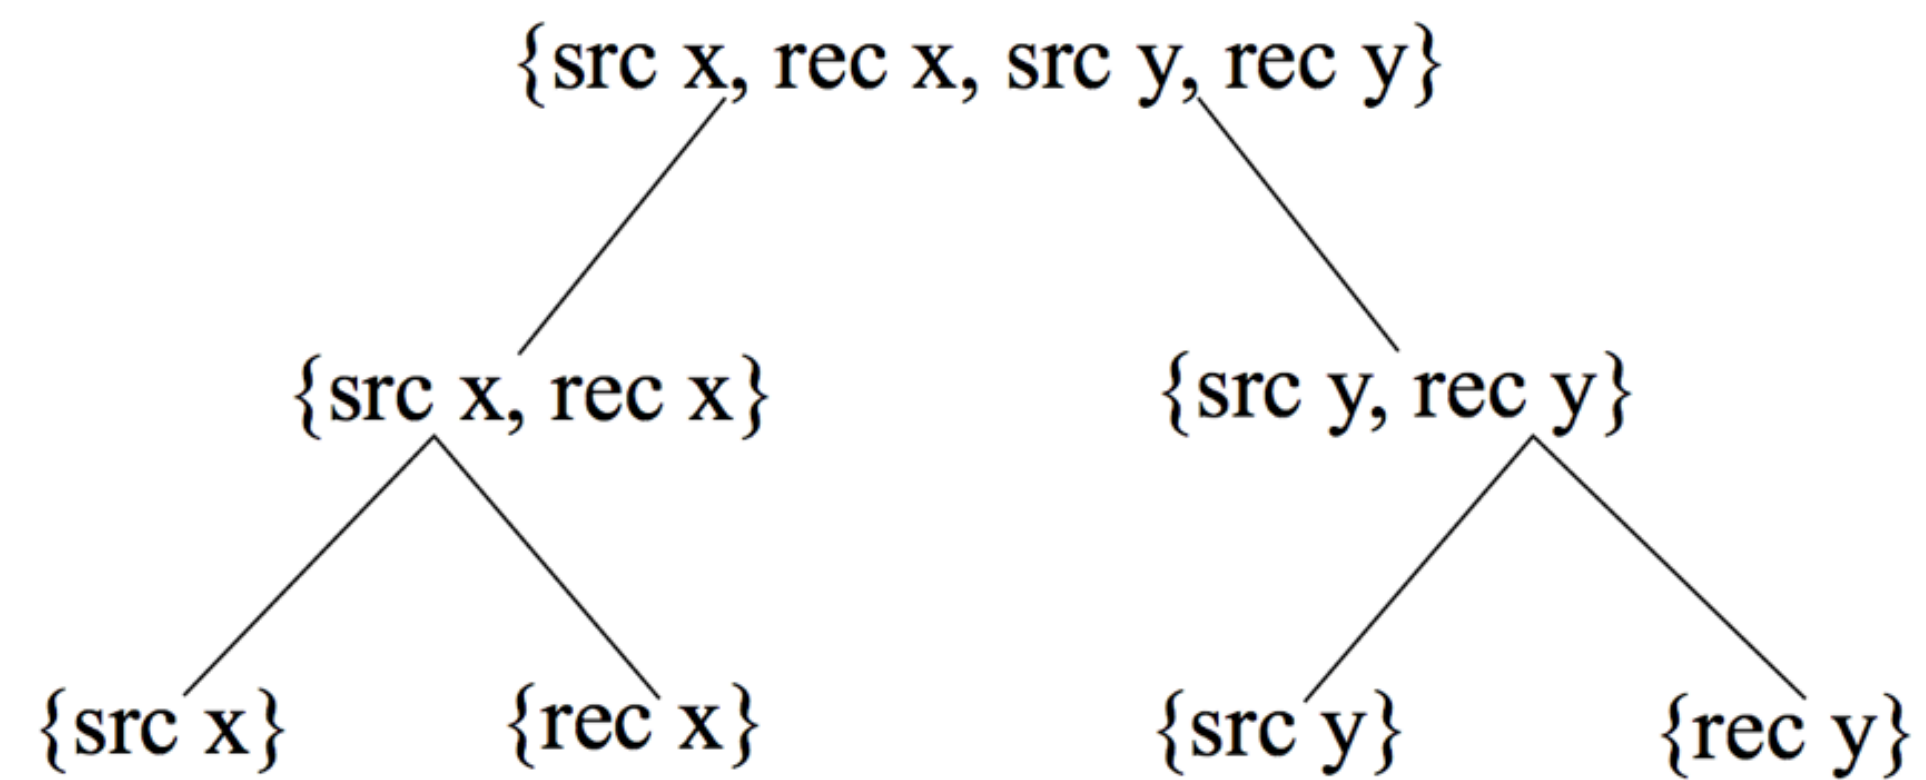 {src x, rec x, src y, rec y}
{src x, rec x}
{src y, rec y}
{src x}
{rec x}
{src y}
{rec y}